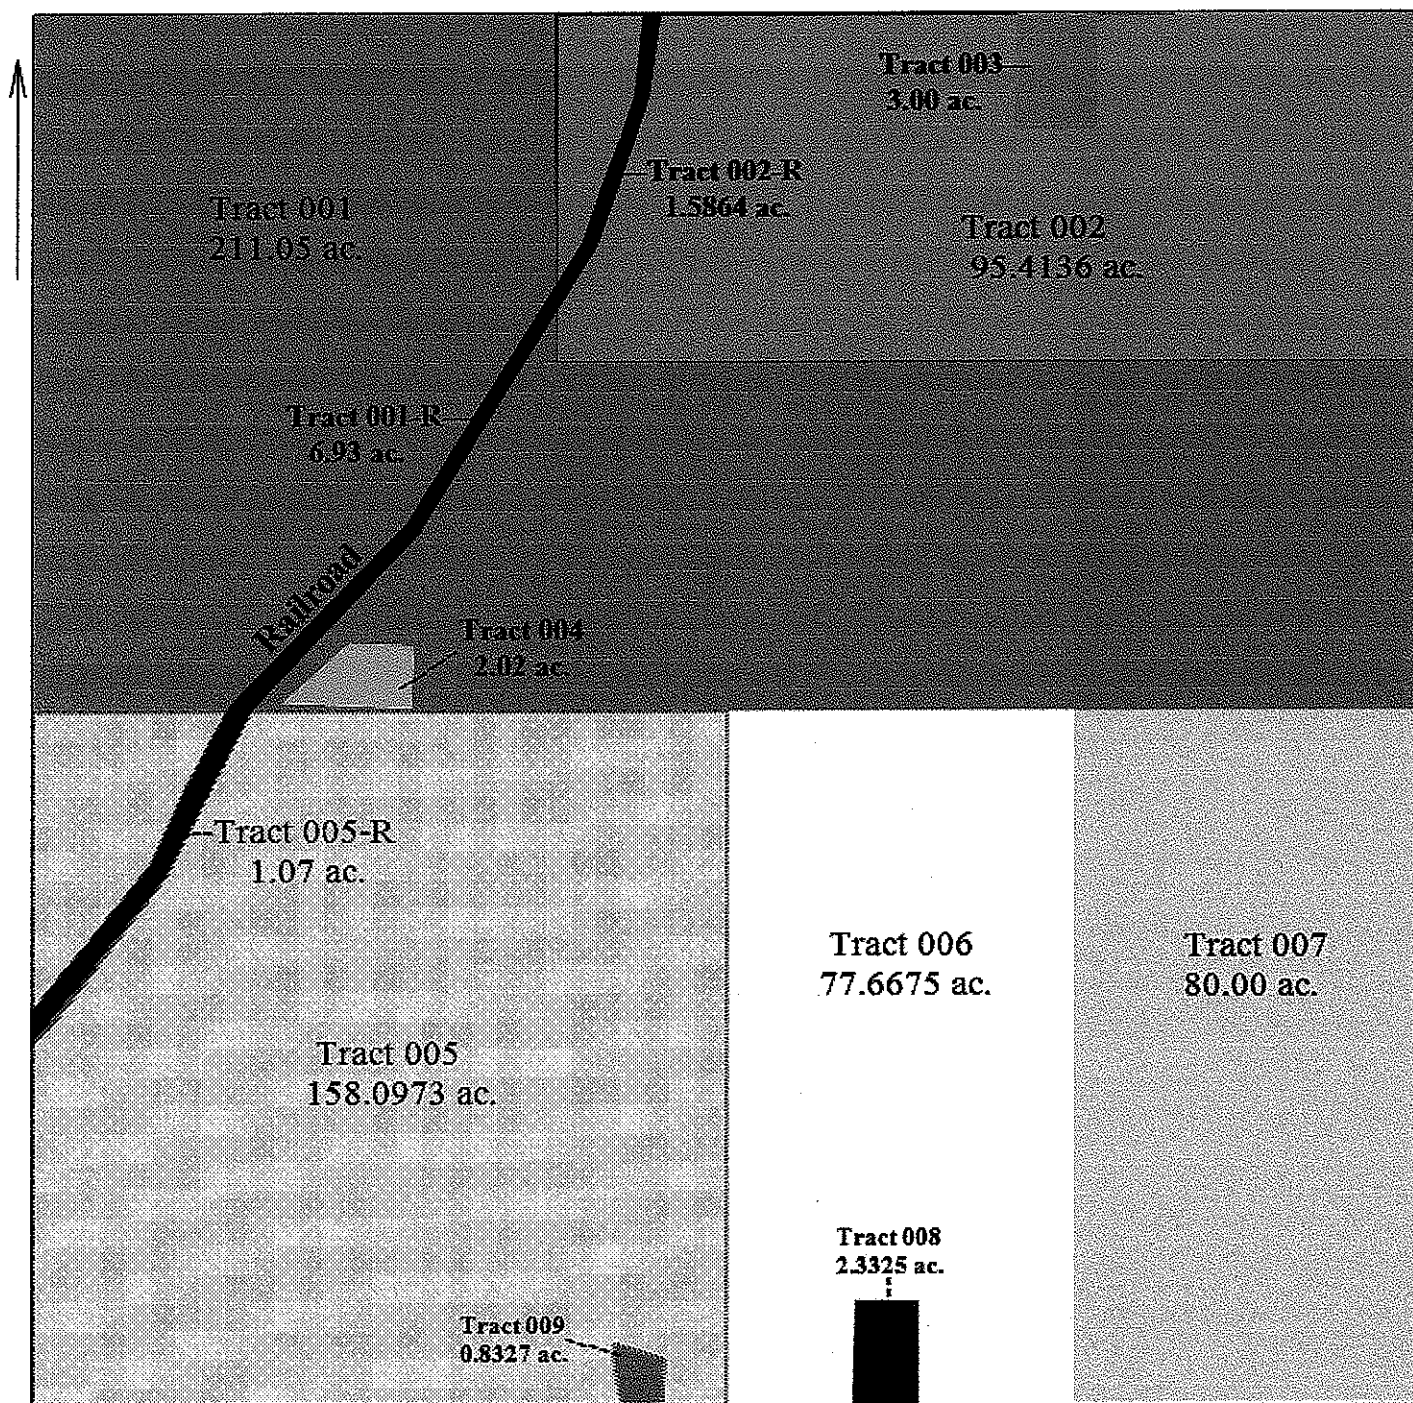 Tract 003
3.00 ac.
Tract 002-R
1.5864 ac.
Tract 001
211.05 ac.
Tract 002
95.4136 ac.
Tract 001-R
6.93 ac.
Railroad
Tract 004
2.02 ac.
Tract 005-R
1.07 ac.
Tract 006
77.6675 ac.
Tract 007
80.00 ac.
Tract 005
158.0973 ac.
Tract 008
2.3325 ac.
Tract 009
0.8327 ac.